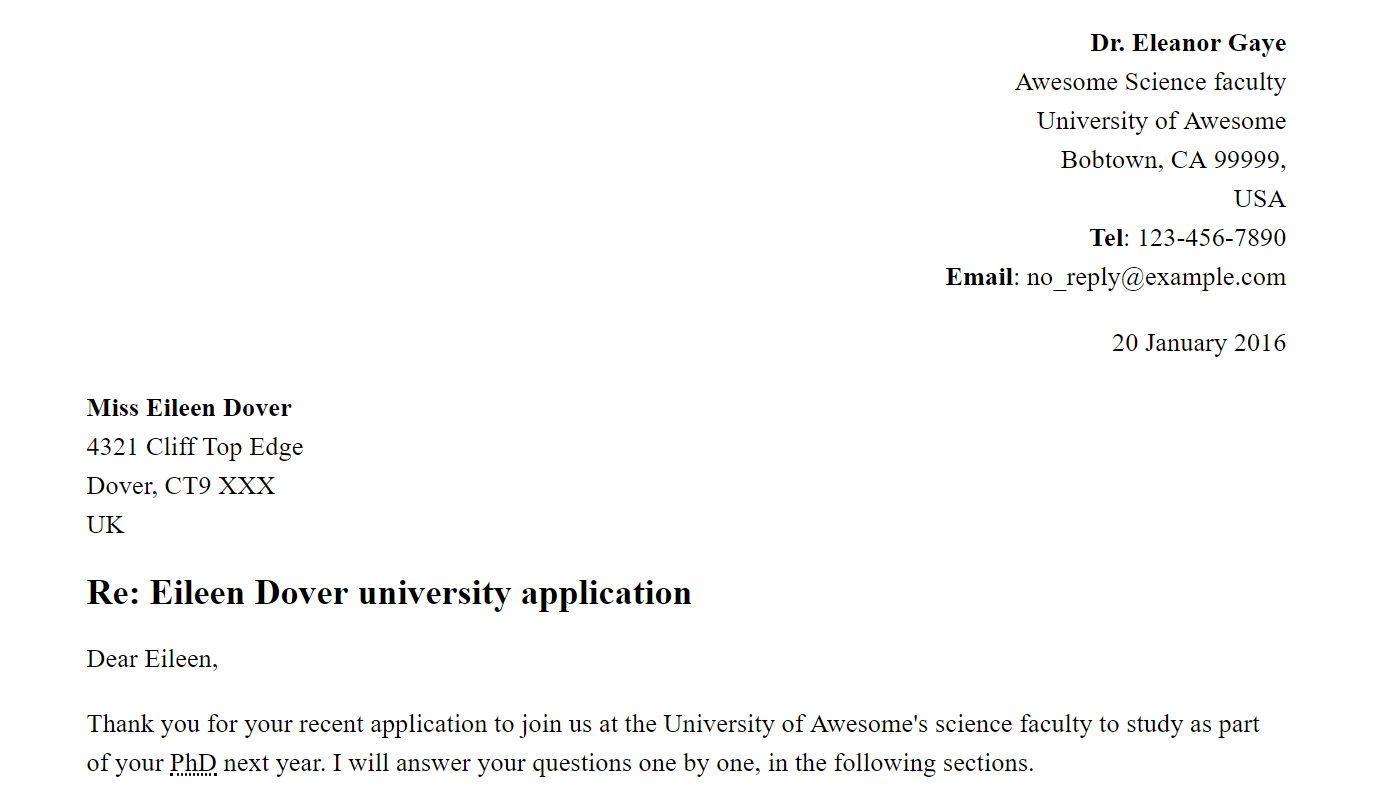 Dr. Eleanor Gaye
Awesome Science faculty
University of Awesome
Bobtown, CA 99999,
USA
Tel: 123-456-7890
Email: no_reply@example.com
20 January 2016
Miss Eileen Dover
4321 Cliff Top Edge
Dover, CT9 XXX
UK
Re: Eileen Dover university application
Dear Eileen,
Thank you for your recent application to join us at the University of Awesome's science faculty to study as part
of your PhD next year. I will answer your questions one by one, in the following sections.